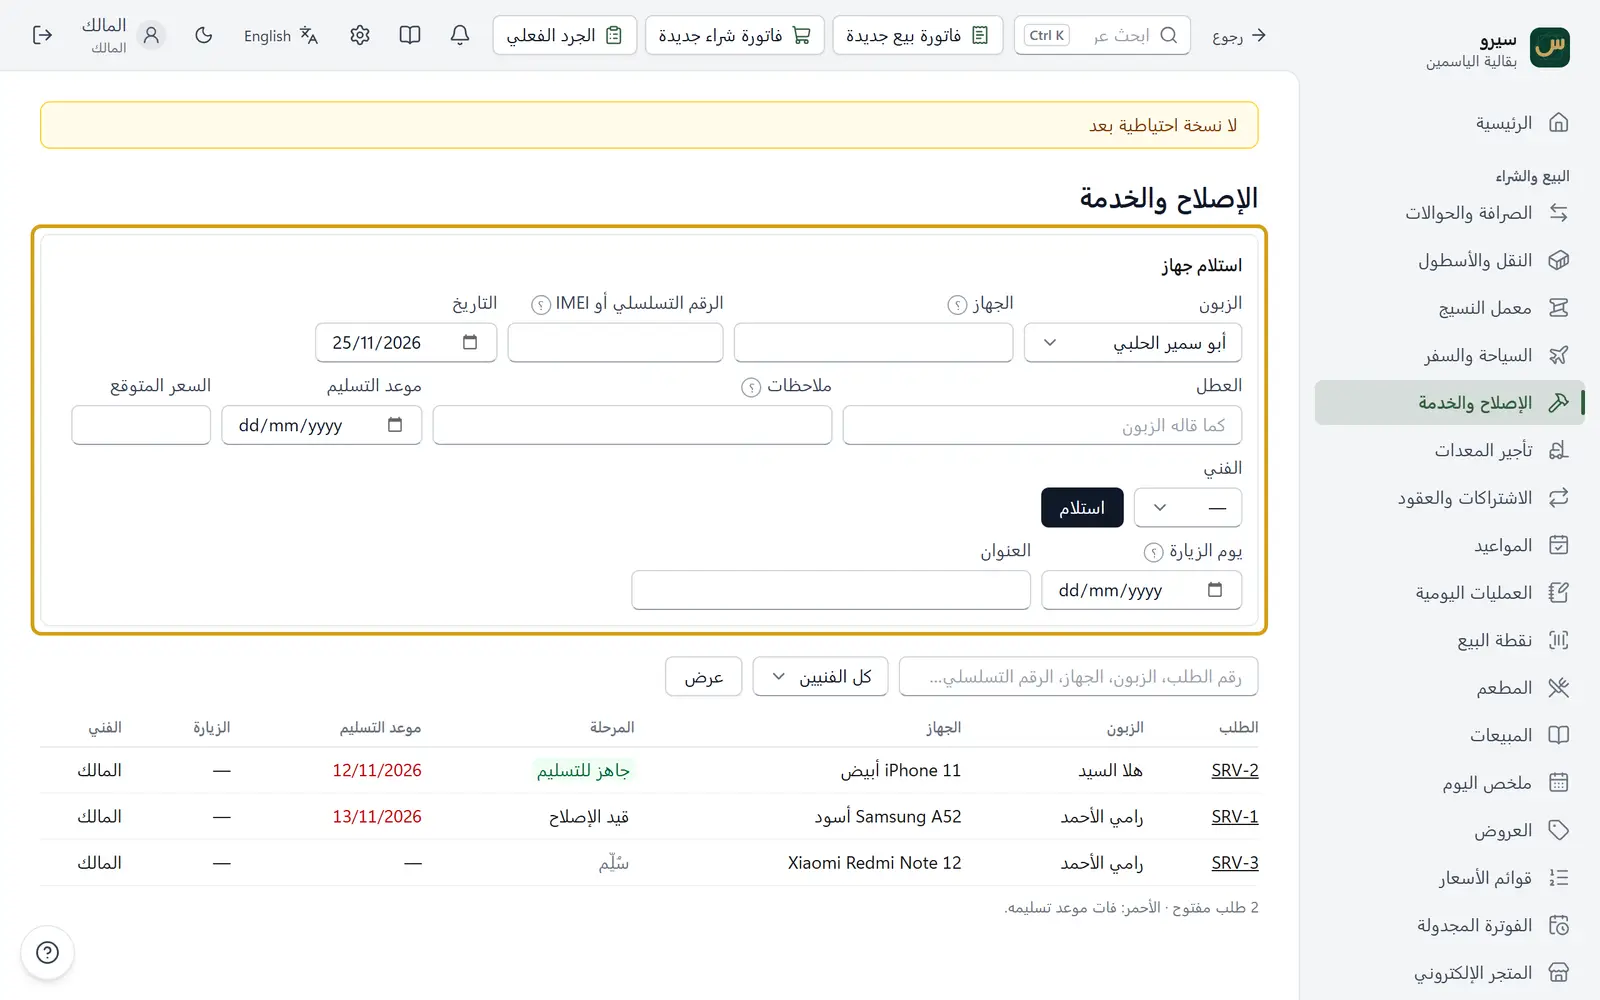 سيرو
بقالية الياسمين
رجوع
ابحث عر
Ctrl K
فاتورة بيع جديدة
فاتورة شراء جديدة
الجرد الفعلي
English
المالك
المالك
الرئيسية
البيع والشراء
الصرافة والحوالات
النقل والأسطول
معمل النسيج
السياحة والسفر
الإصلاح والخدمة
تأجير المعدات
الاشتراكات والعقود
المواعيد
العمليات اليومية
نقطة البيع
المطعم
المبيعات
ملخص اليوم
العروض
قوائم الأسعار
الفوترة المجدولة
المتجر الإلكتروني
لا نسخة احتياطية بعد
الإصلاح والخدمة
استلام جهاز
الزبون الجهاز ؟ الرقم التسلسلي أو IMEI ؟ التاريخ
أبو سمير الحلبي 25/11/2026
العطل ملاحظات ؟ موعد التسليم السعر المتوقع
كما قاله الزبون dd/mm/yyyy
الفني
— استلام
يوم الزيارة ؟ العنوان
dd/mm/yyyy
رقم الطلب، الزبون، الجهاز، الرقم التسلسلي... كل الفنيين عرض
الطلب الزبون الجهاز المرحلة موعد التسليم الزيارة الفني
SRV-2 هلا السيد iPhone 11 أبيض جاهز للتسليم 12/11/2026 — المالك
SRV-1 رامي الأحمد Samsung A52 أسود قيد الإصلاح 13/11/2026 — المالك
SRV-3 رامي الأحمد Xiaomi Redmi Note 12 سُلّم — — المالك
2 طلب مفتوح · الأحمر: فات موعد تسليمه.